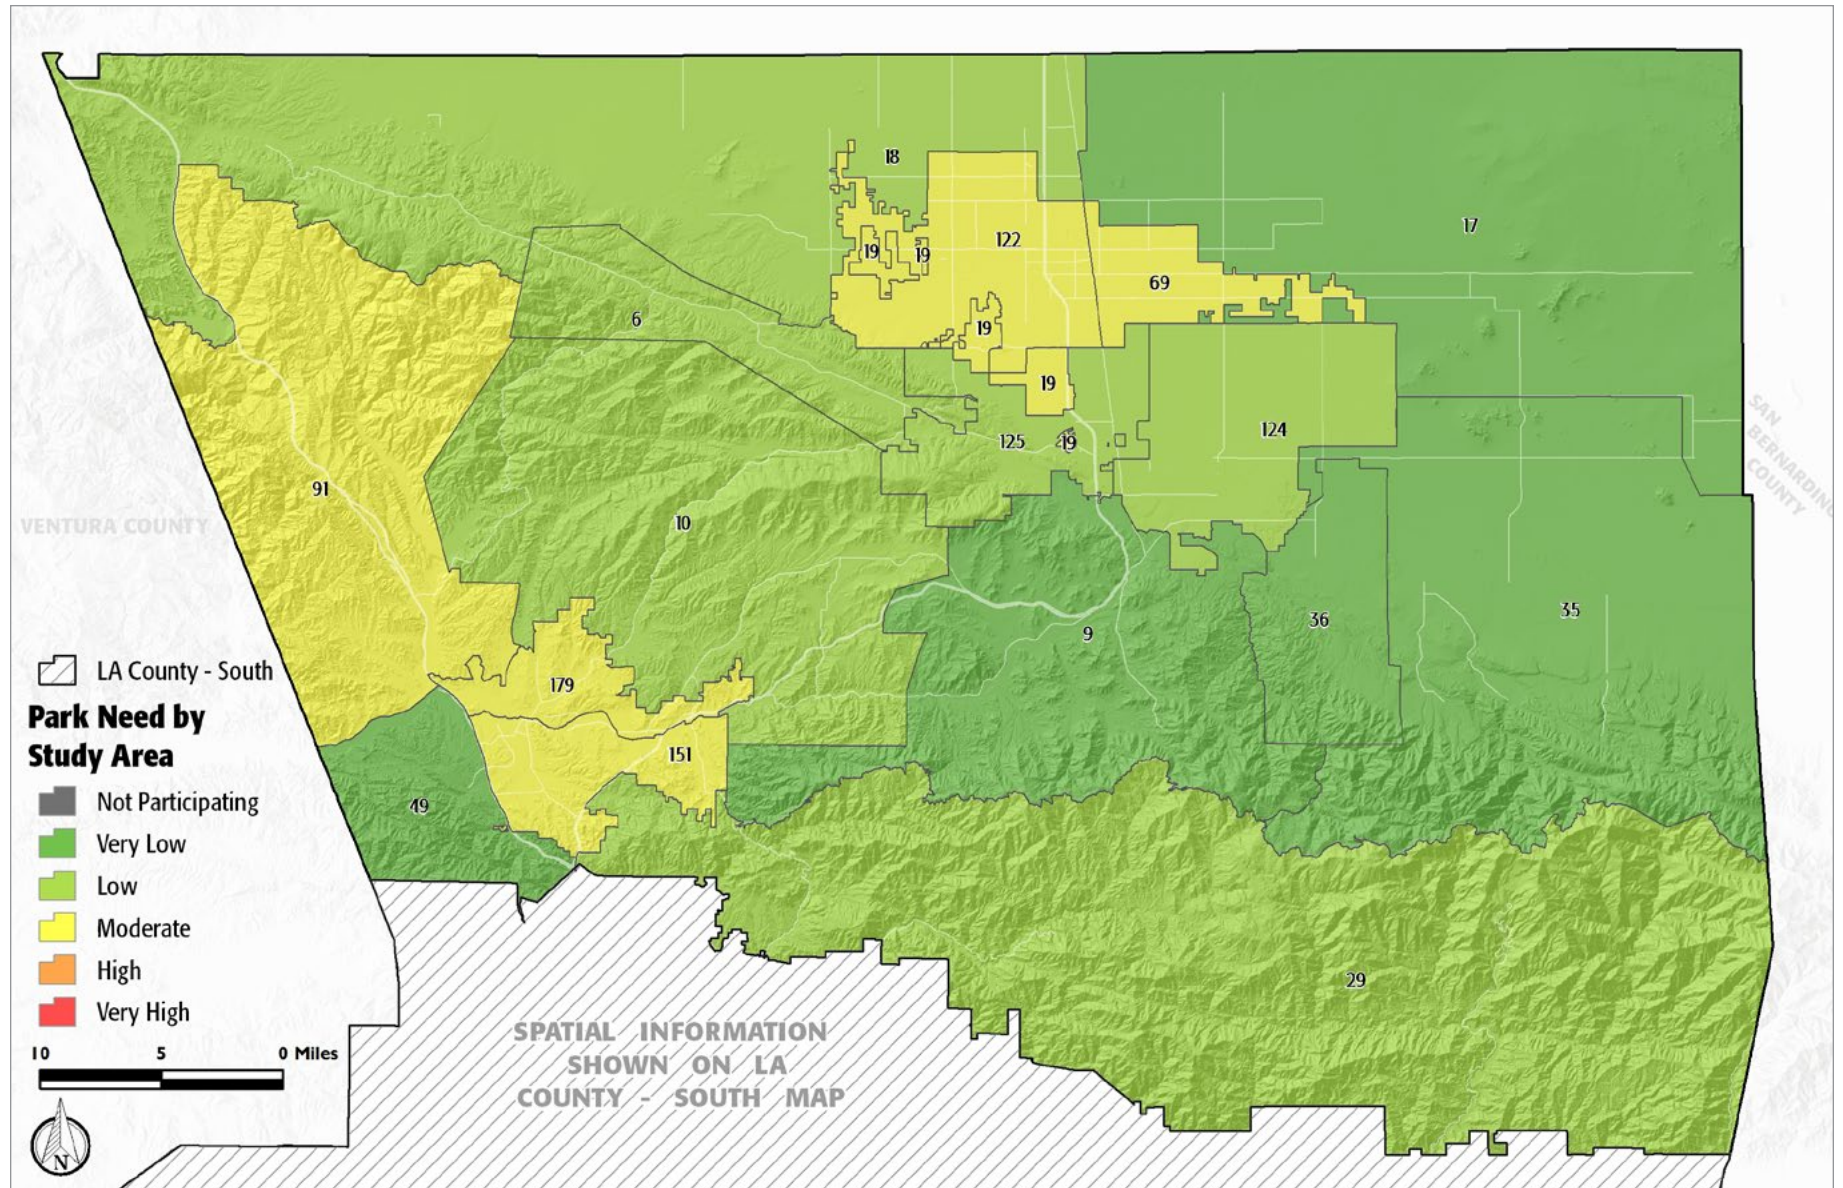 18
17
19
19
122
69
6
19
19
124
125
19
91
10
35
36
9
179
151
49
29
VENTURA COUNTY
SAN
BERNARDINO
COUNTY
LA County - South
Park Need by
Study Area
Not Participating
Very Low
Low
Moderate
High
Very High
10 5 0 Miles
N
SPATIAL INFORMATION
SHOWN ON LA
COUNTY - SOUTH MAP